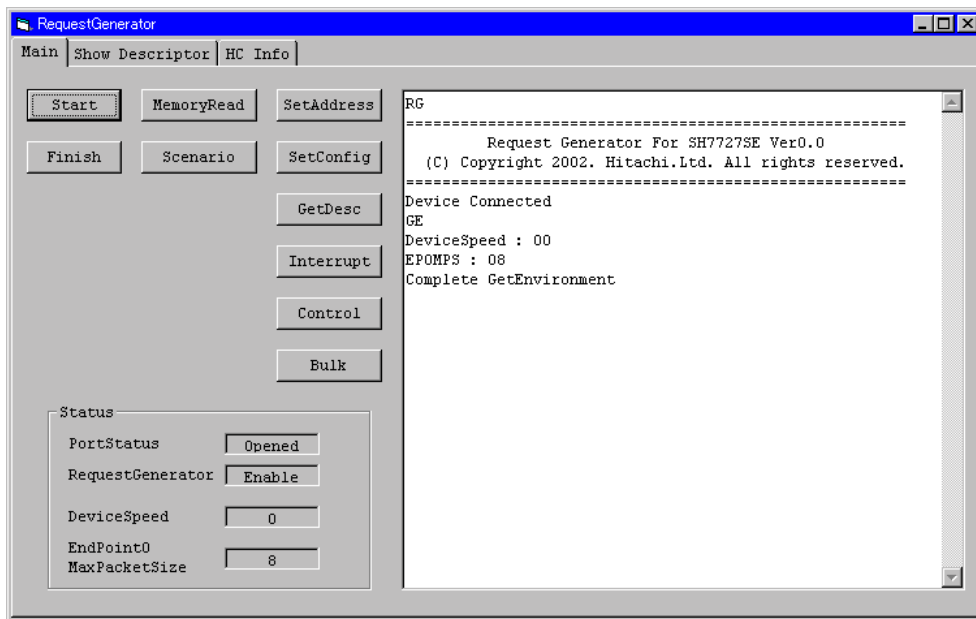 RequestGenerator
Main Show Descriptor HC Info
Start MemoryRead SetAddress
Finish Scenario SetConfig
GetDesc
Interrupt
Control
Bulk
RG
=======================================================
Request Generator For SH7727SE Ver0.0
(C) Copyright 2002. Hitachi.Ltd. All rights reserved.
=======================================================
Device Connected
GE
DeviceSpeed : 00
EPOMPS : 08
Complete GetEnvironment
Status
PortStatus Opened
RequestGenerator Enable
DeviceSpeed 0
EndPoint0
MaxPacketSize 8